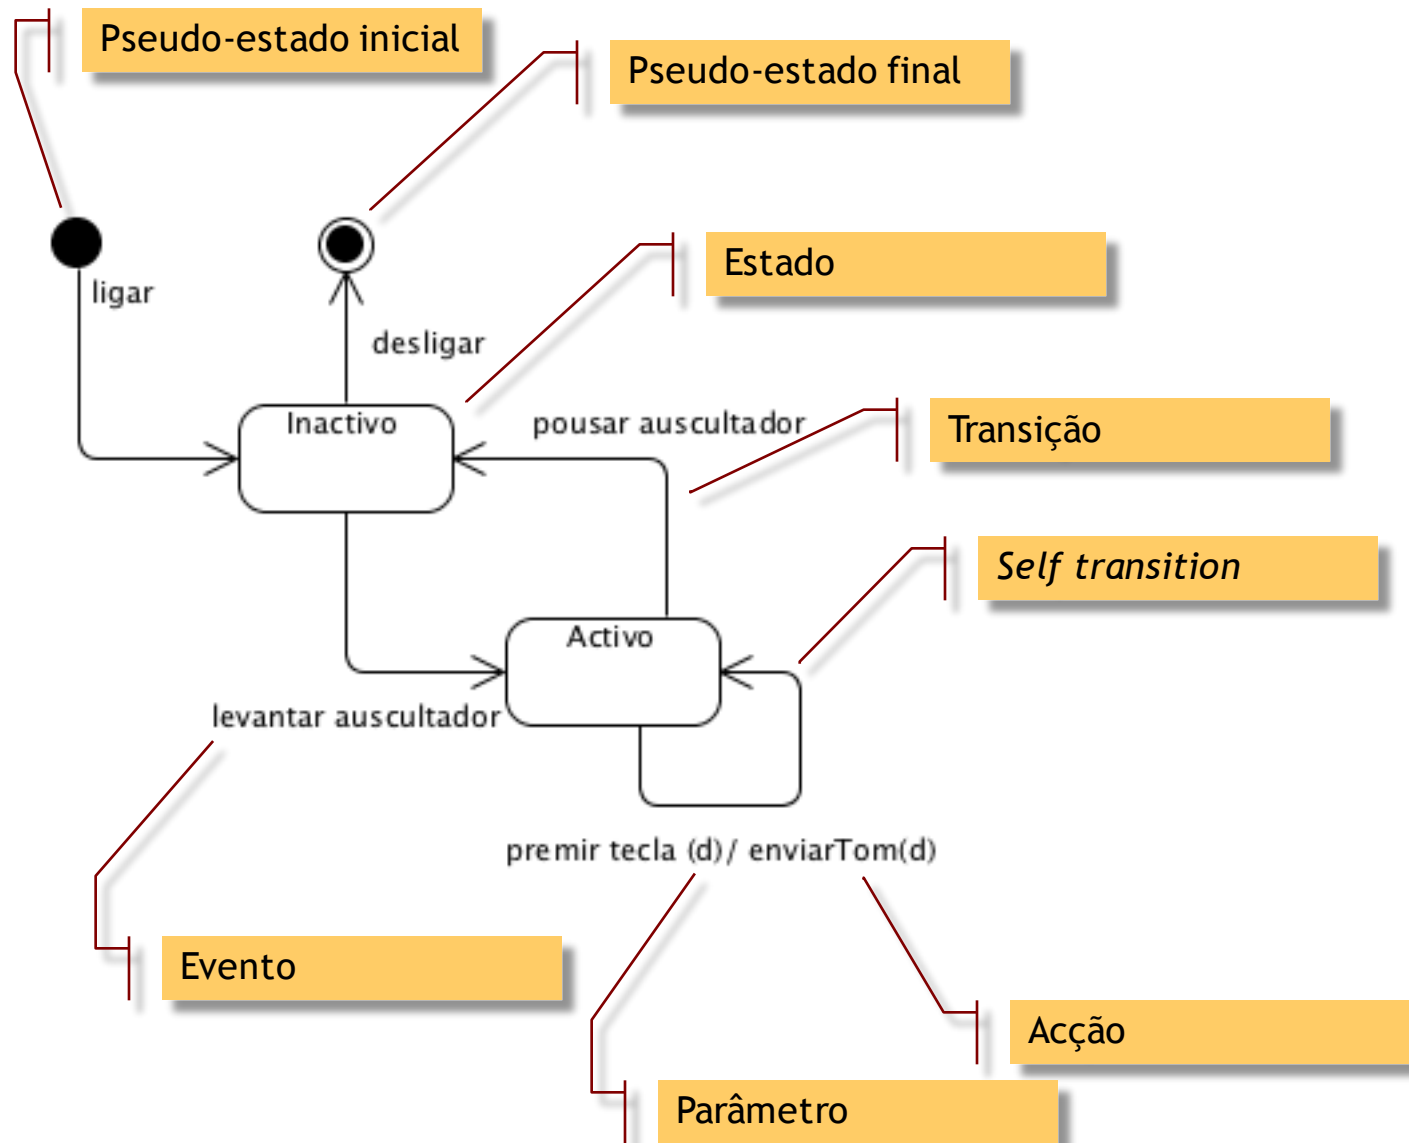 Pseudo-estado inicial
Pseudo-estado final
Estado
ligar
desligar
Inactivo
pousar auscultador
Transição
Self transition
Activo
levantar auscultador
premir tecla (d)/ enviarTom(d)
Evento
Acção
Parâmetro